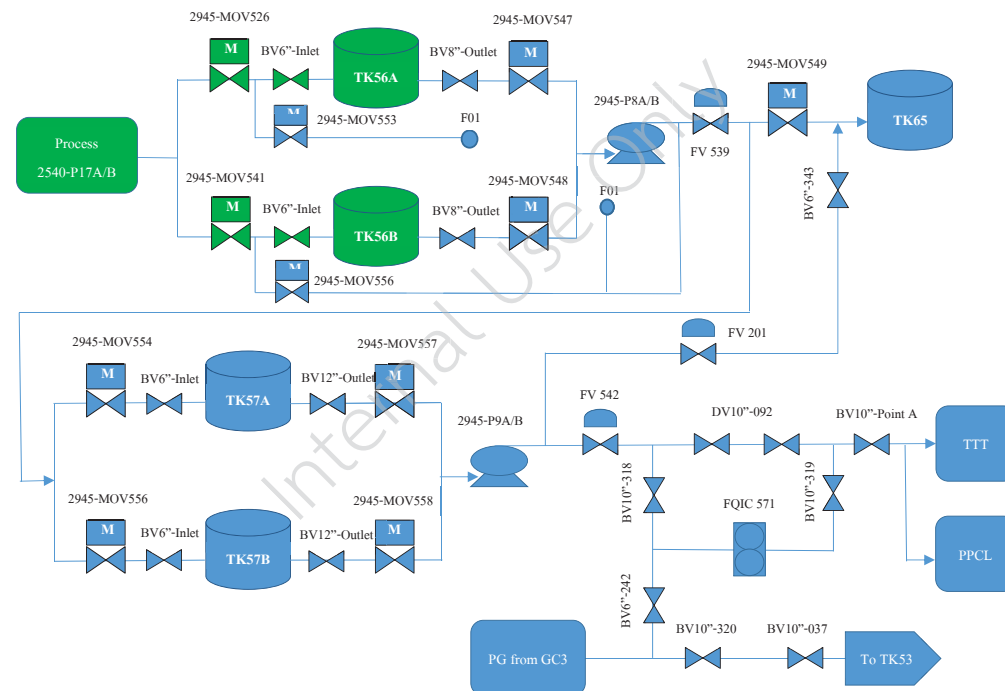 2945-MOV526
2945-MOV547
M
BV6”-Inlet
TK56A
BV8”-Outlet
M
2945-MOV549
2945-P8A/B
M
TK65
M
2945-MOV553
F01
FV 539
Process
2540-P17A/B
2945-MOV541
2945-MOV548
M
BV6”-Inlet
TK56B
BV8”-Outlet
M
F01
BV6”-343
M
2945-MOV556
Internal Use Only
2945-MOV554
2945-MOV557
FV 201
M
BV6”-Inlet
TK57A
BV12”-Outlet
M
FV 542
2945-P9A/B
DV10”-092
BV10”-Point A
TTT
2945-MOV556
2945-MOV558
BV10”-318
FQIC 571
BV10”-319
M
BV6”-Inlet
TK57B
BV12”-Outlet
M
PPCL
BV6”-242
BV10”-320
BV10”-037
PG from GC3
To TK53